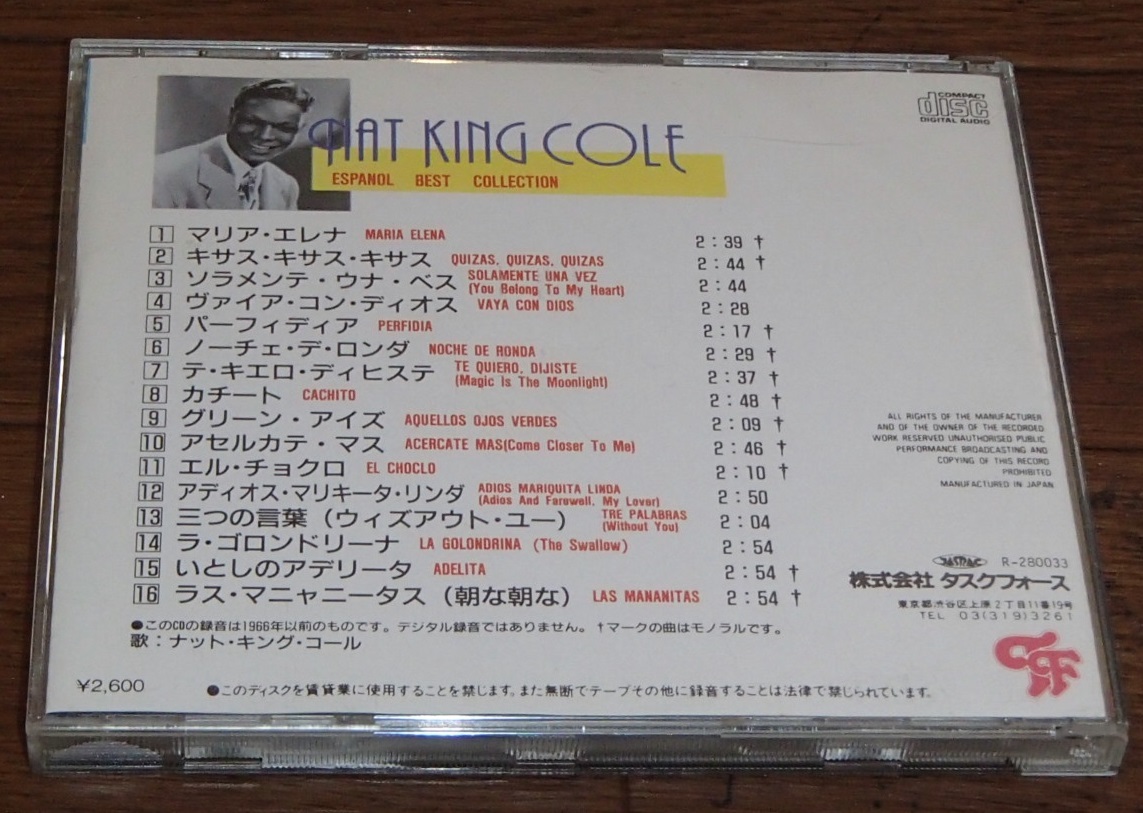 NAT KING COLE
ESPANOL BEST COLLECTION
COMPACT
disc
DIGITAL AUDIO
1 マリア・エレナ MARIA ELENA 2:39 †
2 キサス・キサス・キサス QUIZAS, QUIZAS, QUIZAS 2:44 †
3 ソラメンテ・ウナ・ベス SOLAMENTE UNA VEZ (You Belong To My Heart) 2:44
4 ヴァイア・コン・ディオス VAYA CON DIOS 2:28
5 パーフィディア PERFIDIA 2:17 †
6 ノーチェ・デ・ロンダ NOCHE DE RONDA 2:29 †
7 テ・キエロ・ディヒステ TE QUIERO, DIJISTE (Magic Is The Moonlight) 2:37 †
8 カチート CACHITO 2:48 †
9 グリーン・アイズ AQUELLOS OJOS VERDES 2:09 †
10 アセルカテ・マス ACERCATE MAS(Come Closer To Me) 2:46 †
11 エル・チョクロ EL CHOCLO 2:10 †
12 アディオス・マリキータ・リンダ ADIOS MARIQUITA LINDA (Adios And Farewell, My Lover) 2:50
13 三つの言葉(ウィズアウト・ユー) TRE PALABRAS (Without You) 2:04
14 ラ・ゴロンドリーナ LA GOLONDRINA (The Swallow) 2:54
15 いとしのアデリータ ADELITA 2:54 †
16 ラス・マニャニータス(朝な朝な) LAS MANANITAS 2:54 †
●このCDの録音は1966年以前のものです。デジタル録音ではありません。†マークの曲はモノラルです。
歌:ナット・キング・コール
ALL RIGHTS OF THE MANUFACTURER
AND OF THE OWNER OF THE RECORDED
WORK RESERVED UNAUTHORISED PUBLIC
PERFORMANCE BROADCASTING AND
COPYING OF THIS RECORD
PROHIBITED
MANUFACTURED IN JAPAN
JASRAC R-280033
株式会社 タスクフォース
東京都渋谷区上原2丁目11番19号
TEL 03(319)3261
¥2,600
●このディスクを賃貸業に使用することを禁じます。また無断でテープその他に録音することは法律で禁じられています。